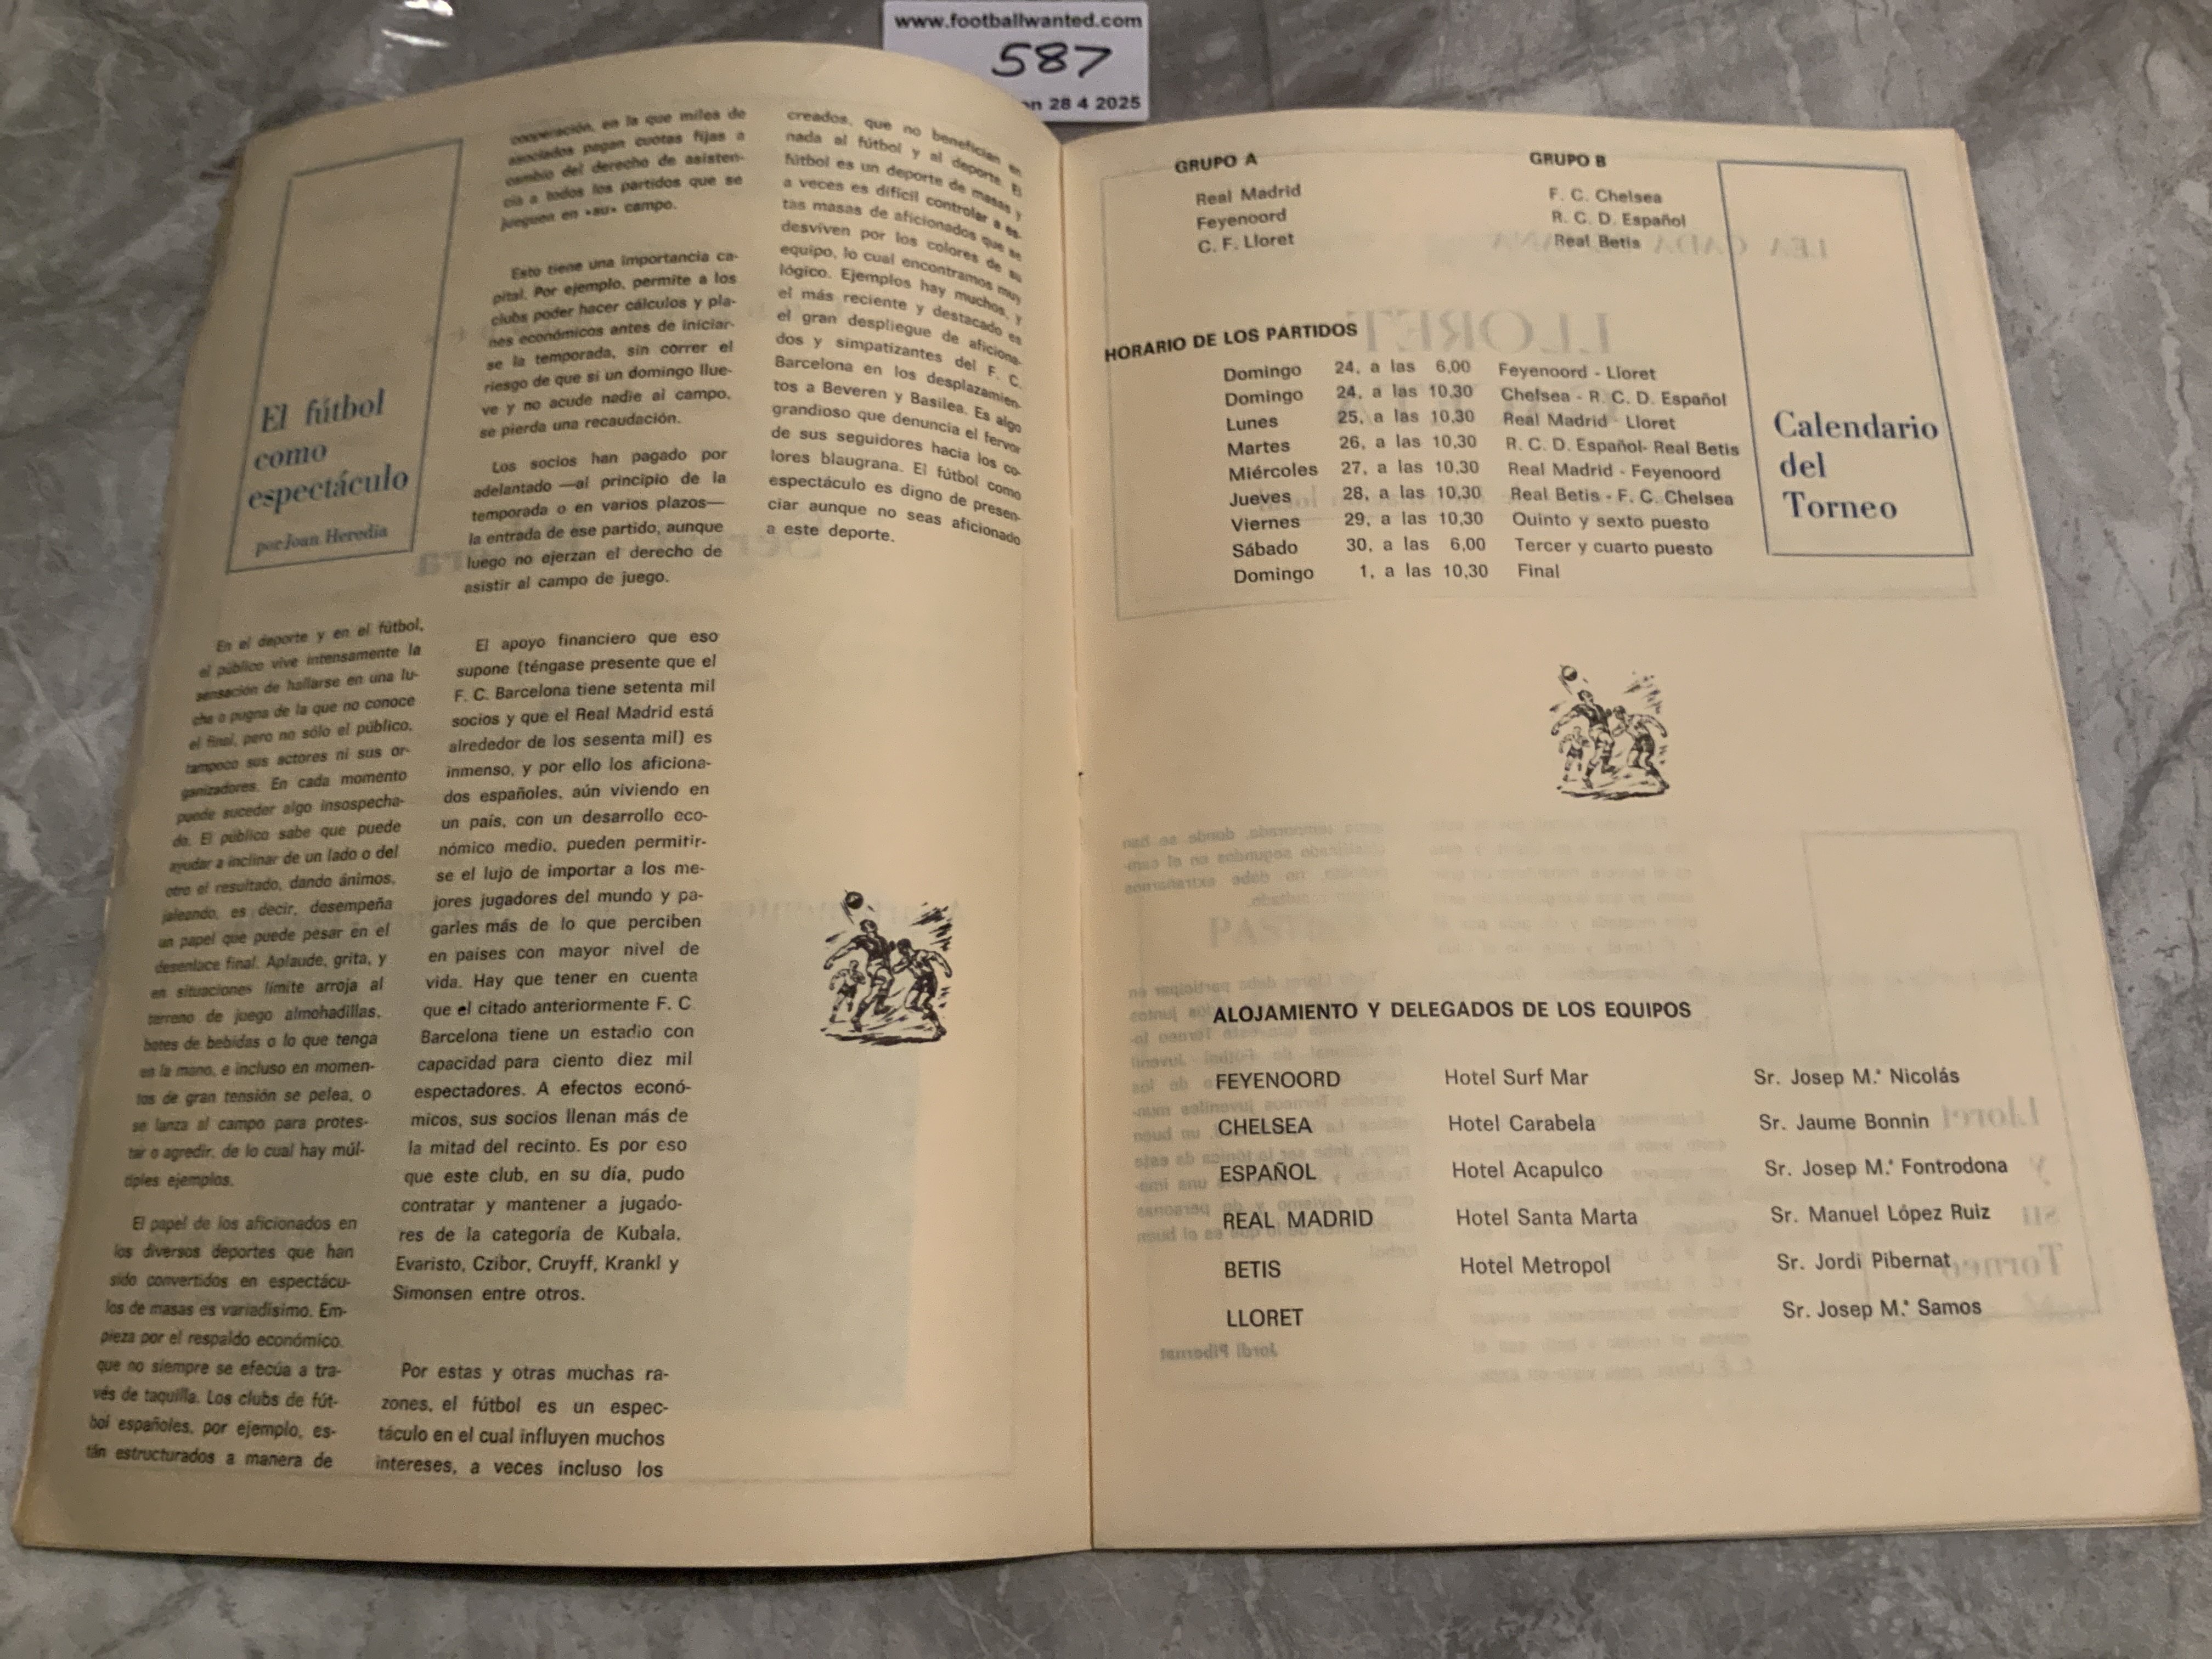 www.footballwanted.com
587
on 28 4 2025
El fútbol
como
espectáculo
por Joan Heredia
En el deporte y en el fútbol,
el público vive intensamente la
sensación de hallarse en una lu-
cha o pugna de la que no conoce
el final, pero no sólo el público,
tampoco sus actores ni sus or-
ganizadores. En cada momento
puede suceder algo insospecha-
do. El público sabe que puede
ayudar a inclinar de un lado o del
otro el resultado, dando ánimos,
jaleando, es decir, desempeña
un papel que puede pesar en el
desenlace final. Aplaude, grita, y
en situaciones límite arroja al
terreno de juego almohadillas,
botes de bebidas o lo que tenga
en la mano, e incluso en momen-
tos de gran tensión se pelea, o
se lanza al campo para protes-
tar o agredir, de lo cual hay múl-
tiples ejemplos.
El papel de los aficionados en
los diversos deportes que han
sido convertidos en espectácu-
los de masas es variadísimo. Em-
pieza por el respaldo económico,
que no siempre se efecúa a tra-
vés de taquilla. Los clubs de fút-
bol españoles, por ejemplo, es-
tán estructurados a manera de
cooperación, en la que miles de
asociados pagan cuotas fijas a
cambio del derecho de asisten-
cia a todos los partidos que se
jueguen en «su» campo.
Esto tiene una importancia ca-
pital. Por ejemplo, permite a los
clubs poder hacer cálculos y pla-
nes económicos antes de iniciar-
se la temporada, sin correr el
riesgo de que si un domingo llue-
ve y no acude nadie al campo,
se pierda una recaudación.
Los socios han pagado por
adelantado —al principio de la
temporada o en varios plazos—
la entrada de ese partido, aunque
luego no ejerzan el derecho de
asistir al campo de juego.
El apoyo financiero que eso
supone (téngase presente que el
F. C. Barcelona tiene setenta mil
socios y que el Real Madrid está
alrededor de los sesenta mil) es
inmenso, y por ello los aficiona-
dos españoles, aún viviendo en
un país, con un desarrollo eco-
nómico medio, pueden permitir-
se el lujo de importar a los me-
jores jugadores del mundo y pa-
garles más de lo que perciben
en países con mayor nivel de
vida. Hay que tener en cuenta
que el citado anteriormente F. C.
Barcelona tiene un estadio con
capacidad para ciento diez mil
espectadores. A efectos econó-
micos, sus socios llenan más de
la mitad del recinto. Es por eso
que este club, en su día, pudo
contratar y mantener a jugado-
res de la categoría de Kubala,
Evaristo, Czibor, Cruyff, Krankl y
Simonsen entre otros.
Por estas y otras muchas ra-
zones, el fútbol es un espec-
táculo en el cual influyen muchos
intereses, a veces incluso los
creados, que no benefician en
nada al fútbol y al deporte. El
fútbol es un deporte de masas y
a veces es difícil controlar a es-
tas masas de aficionados que se
desviven por los colores de su
equipo, lo cual encontramos muy
lógico. Ejemplos hay muchos, y
el más reciente y destacado es
el gran despliegue de aficiona-
dos y simpatizantes del F. C.
Barcelona en los desplazamien-
tos a Beveren y Basilea. Es algo
grandioso que denuncia el fervor
de sus seguidores hacia los co-
lores blaugrana. El fútbol como
espectáculo es digno de presen-
ciar aunque no seas aficionado
a este deporte.
GRUPO A
Real Madrid
Feyenoord
C. F. Lloret
GRUPO B
F. C. Chelsea
R. C. D. Español
Real Betis
Calendario
del
Torneo
HORARIO DE LOS PARTIDOS
Domingo 24, a las 6,00 Feyenoord - Lloret
Domingo 24, a las 10,30 Chelsea - R. C. D. Español
Lunes 25, a las 10,30 Real Madrid - Lloret
Martes 26, a las 10,30 R. C. D. Español- Real Betis
Miércoles 27, a las 10,30 Real Madrid - Feyenoord
Jueves 28, a las 10,30 Real Betis - F. C. Chelsea
Viernes 29, a las 10,30 Quinto y sexto puesto
Sábado 30, a las 6,00 Tercer y cuarto puesto
Domingo 1, a las 10,30 Final
ALOJAMIENTO Y DELEGADOS DE LOS EQUIPOS
FEYENOORD Hotel Surf Mar Sr. Josep M.ª Nicolás
CHELSEA Hotel Carabela Sr. Jaume Bonnin
ESPAÑOL Hotel Acapulco Sr. Josep M.ª Fontrodona
REAL MADRID Hotel Santa Marta Sr. Manuel López Ruiz
BETIS Hotel Metropol Sr. Jordi Pibernat
LLORET Sr. Josep M.ª Samos